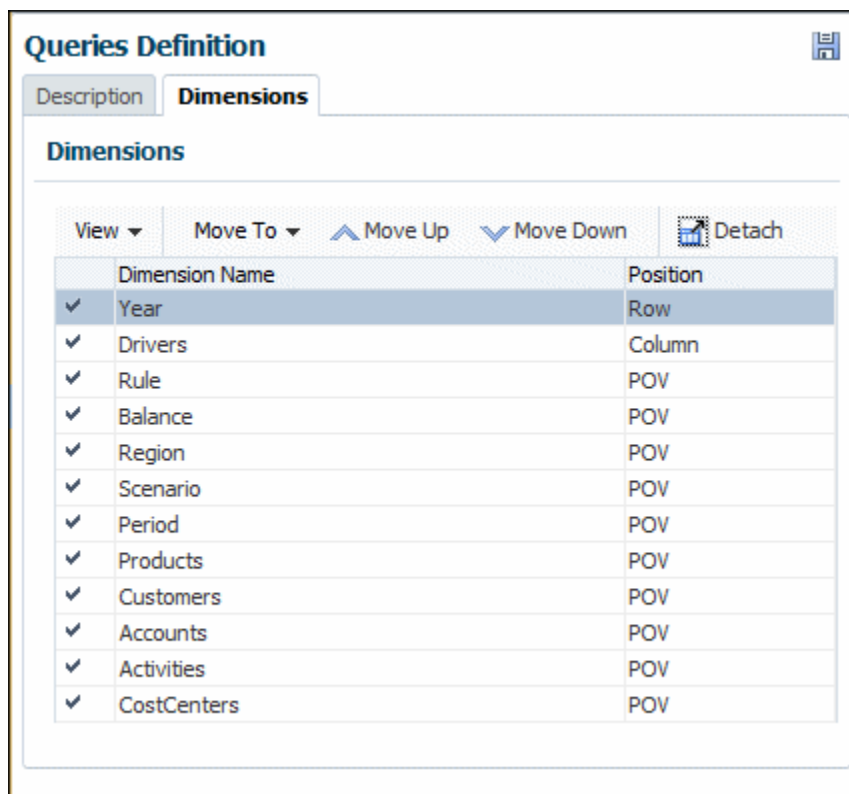 Queries Definition
Description Dimensions
Dimensions
View Move To Move Up Move Down Detach
Dimension Name Position
Year Row
Drivers Column
Rule POV
Balance POV
Region POV
Scenario POV
Period POV
Products POV
Customers POV
Accounts POV
Activities POV
CostCenters POV